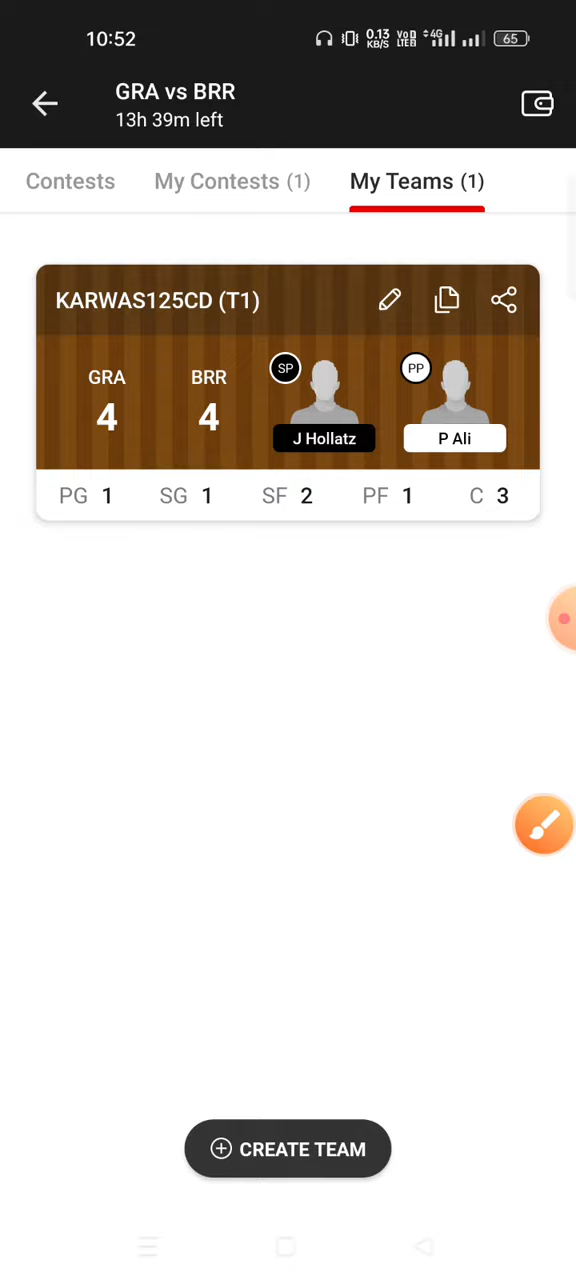 10:52 0.13 KB/S VoD LTE2 4G 65
GRA vs BRR
13h 39m left
Contests My Contests (1) My Teams (1)
KARWAS125CD (T1)
GRA BRR SP PP
4 4
J Hollatz P Ali
PG 1 SG 1 SF 2 PF 1 C 3
CREATE TEAM